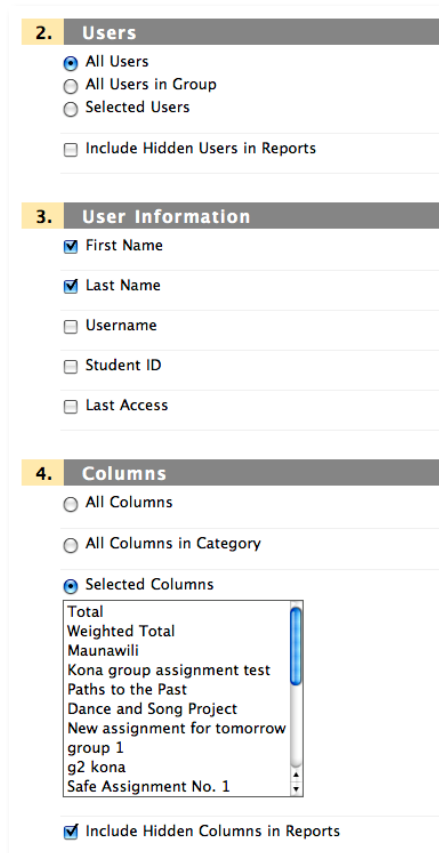 2. Users
All Users
All Users in Group
Selected Users
Include Hidden Users in Reports
3. User Information
First Name
Last Name
Username
Student ID
Last Access
4. Columns
All Columns
All Columns in Category
Selected Columns
Total
Weighted Total
Maunawili
Kona group assignment test
Paths to the Past
Dance and Song Project
New assignment for tomorrow
group 1
g2 kona
Safe Assignment No. 1
Include Hidden Columns in Reports